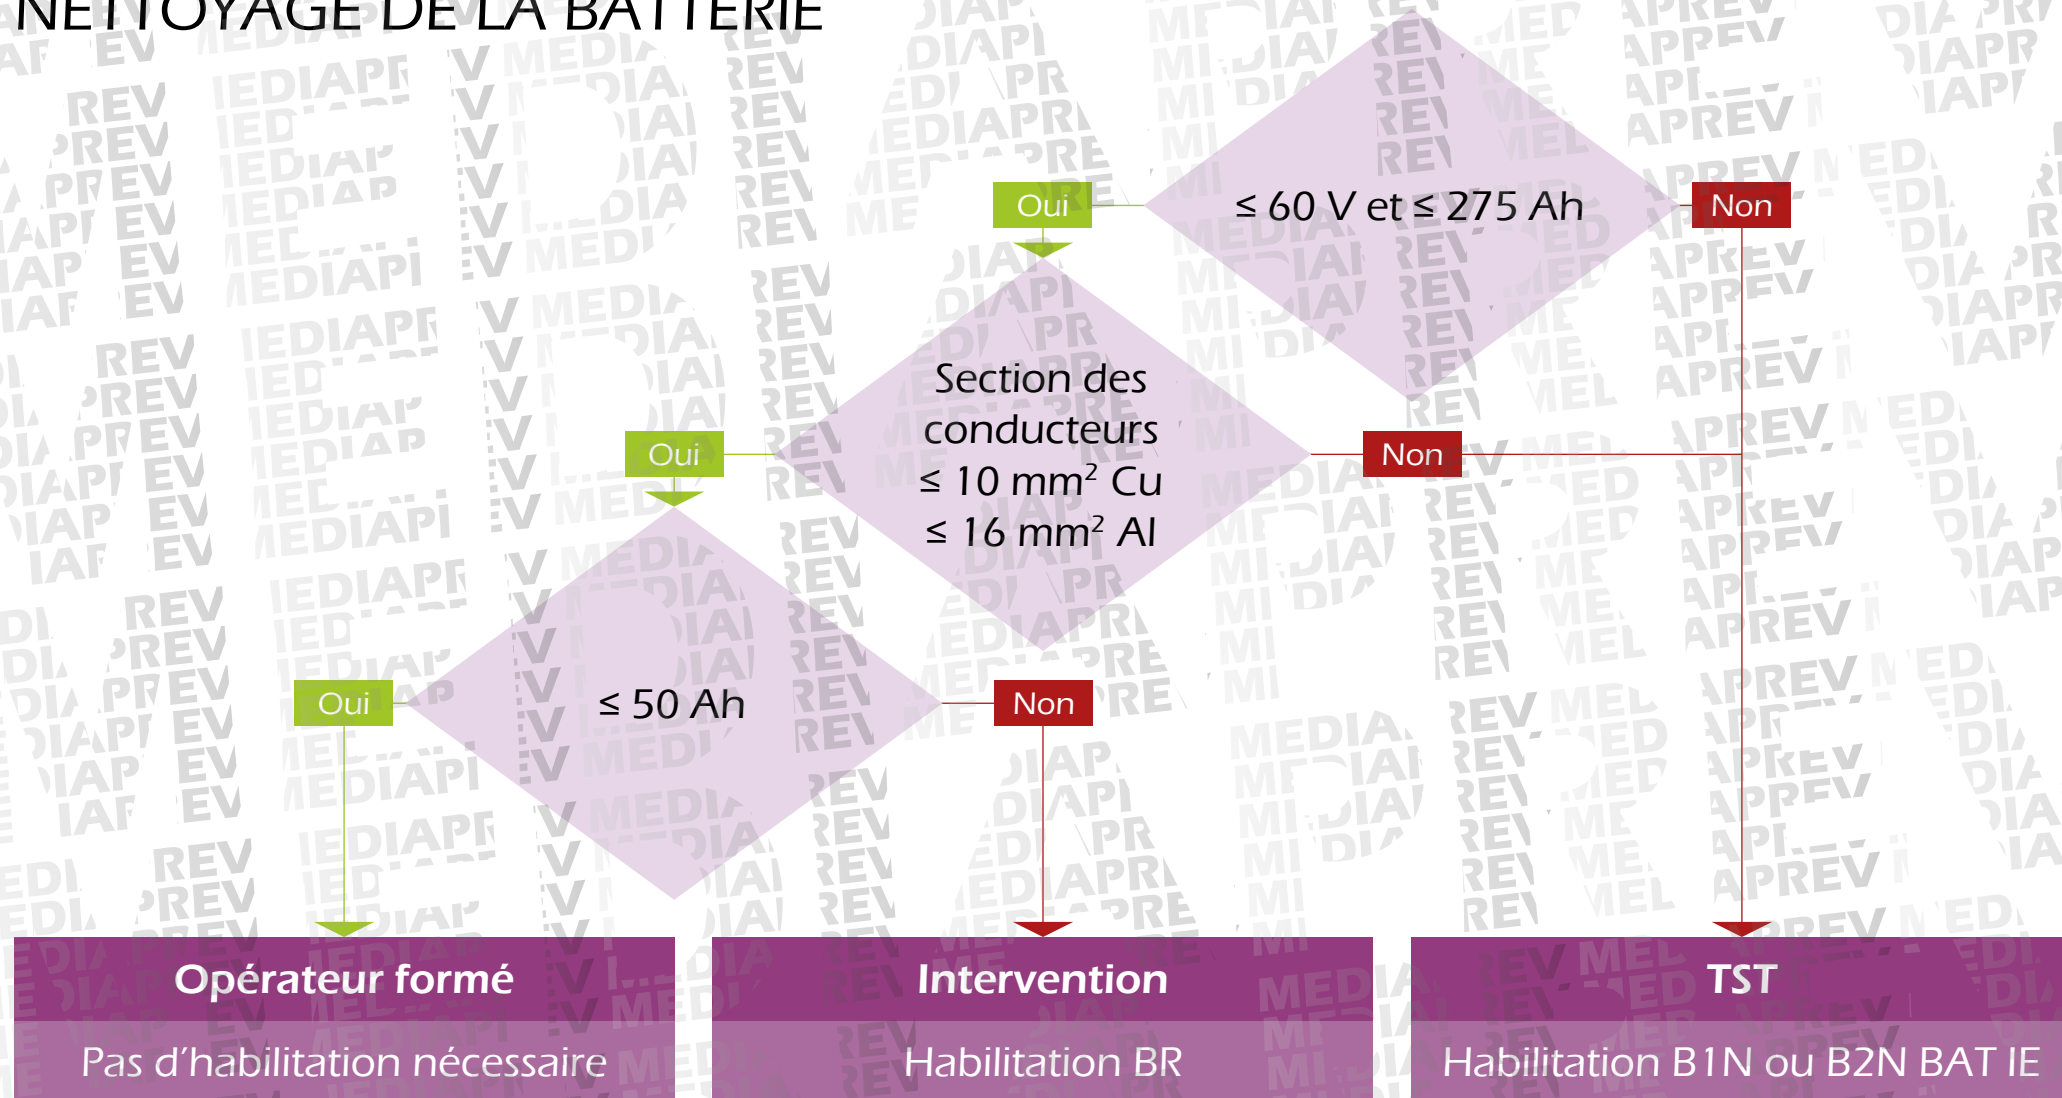 NETTOYAGE DE LA BATTERIE
≤ 60 V et ≤ 275 Ah
Oui
Non
Section des
conducteurs
≤ 10 mm² Cu
≤ 16 mm² Al
Oui
Non
≤ 50 Ah
Oui
Non
Opérateur formé
Pas d’habilitation nécessaire
Intervention
Habilitation BR
TST
Habilitation B1N ou B2N BAT IE